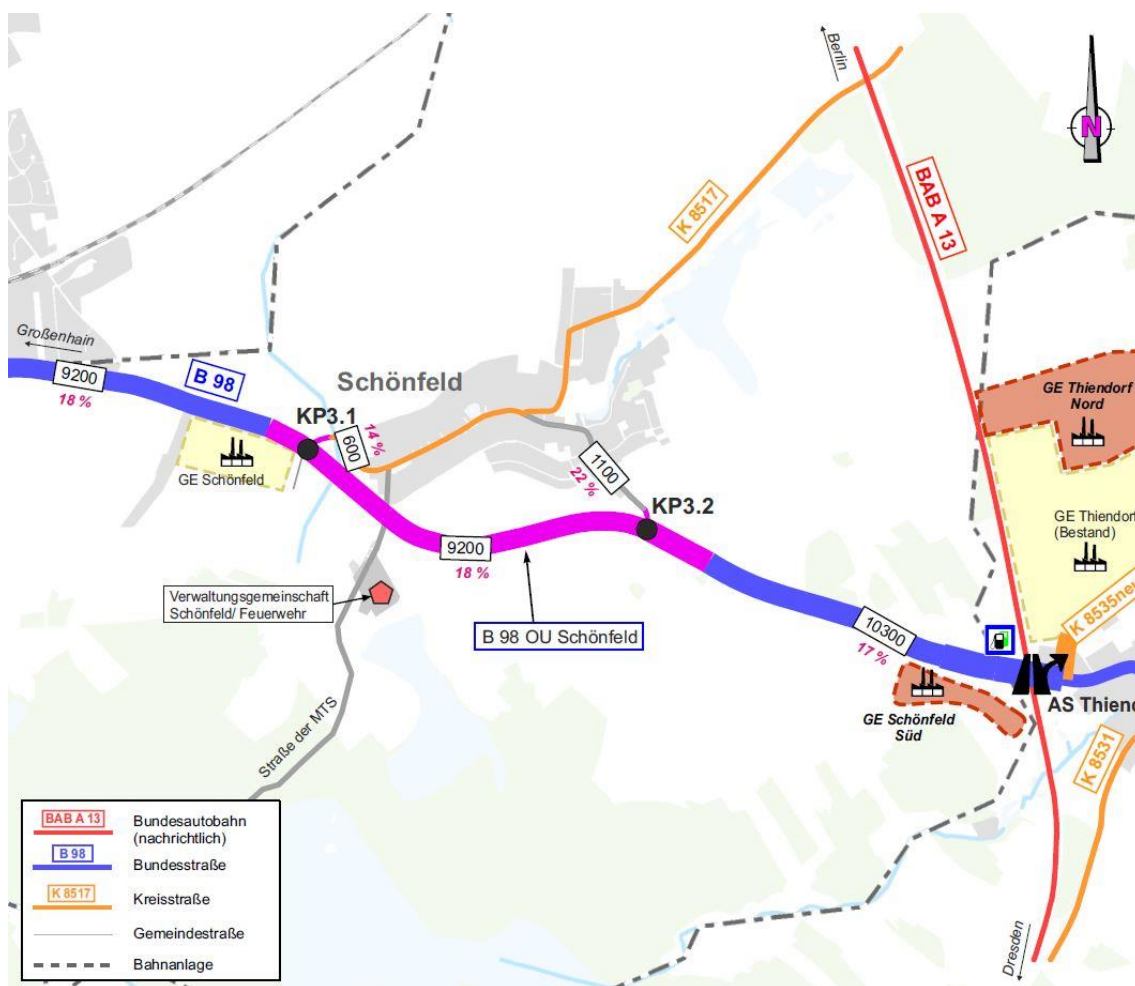 Berlin
N
K 8517
BAB A 13
Großenhain
9200
18 %
B 98
Schönfeld
KP3.1
14 %
600
GE Schönfeld
1100
22 %
KP3.2
9200
18 %
GE Thiendorf
Nord
GE Thiendorf
(Bestand)
K 8535neu
Verwaltungsgemeinschaft
Schönfeld/ Feuerwehr
B 98 OU Schönfeld
10300
17 %
GE Schönfeld
Süd
AS Thiend
K 8531
Straße der MTS
Dresden
BAB A 13
Bundesautobahn
(nachrichtlich)
B 98
Bundesstraße
K 8517
Kreisstraße
Gemeindestraße
Bahnanlage